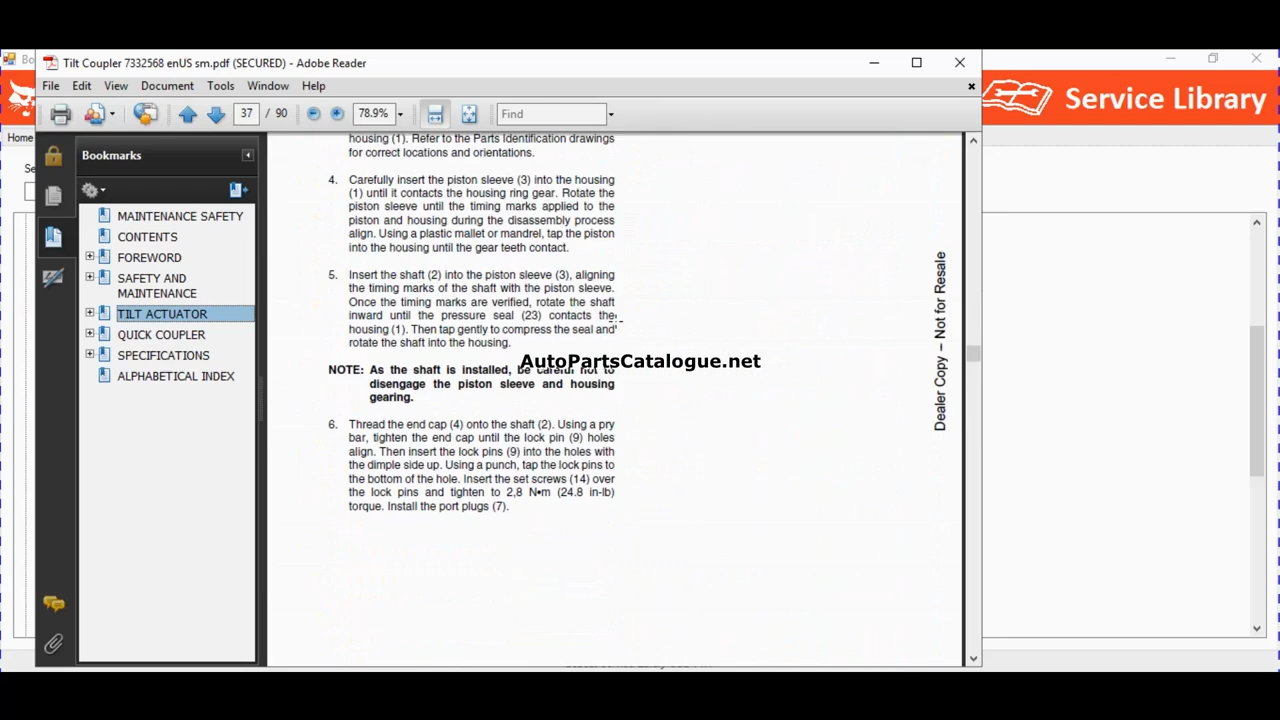 Bo
Tilt Coupler 7332568 enUS sm.pdf (SECURED) - Adobe Reader
File Edit View Document Tools Window Help
37 / 90 78.9% Find
Service Library
Home
Se
Bookmarks
MAINTENANCE SAFETY
CONTENTS
FOREWORD
SAFETY AND
MAINTENANCE
TILT ACTUATOR
QUICK COUPLER
SPECIFICATIONS
ALPHABETICAL INDEX
housing (1). Refer to the Parts Identification drawings
for correct locations and orientations.
4. Carefully insert the piston sleeve (3) into the housing
(1) until it contacts the housing ring gear. Rotate the
piston sleeve until the timing marks applied to the
piston and housing during the disassembly process
align. Using a plastic mallet or mandrel, tap the piston
into the housing until the gear teeth contact.
5. Insert the shaft (2) into the piston sleeve (3), aligning
the timing marks of the shaft with the piston sleeve.
Once the timing marks are verified, rotate the shaft
inward until the pressure seal (23) contacts the
housing (1). Then tap gently to compress the seal and
rotate the shaft into the housing.
AutoPartsCatalogue.net
NOTE: As the shaft is installed, be careful not to
disengage the piston sleeve and housing
gearing.
6. Thread the end cap (4) onto the shaft (2). Using a pry
bar, tighten the end cap until the lock pin (9) holes
align. Then insert the lock pins (9) into the holes with
the dimple side up. Using a punch, tap the lock pins to
the bottom of the hole. Insert the set screws (14) over
the lock pins and tighten to 2,8 N•m (24.8 in-lb)
torque. Install the port plugs (7).
Dealer Copy – Not for Resale